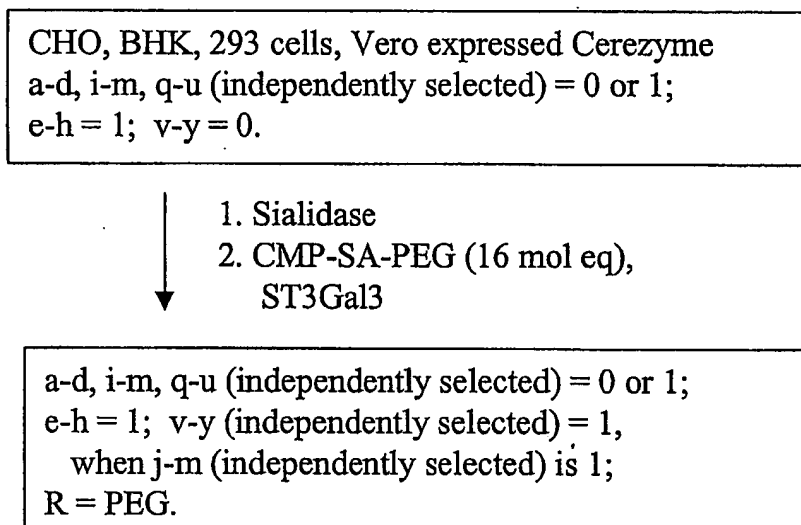 CHO, BHK, 293 cells, Vero expressed Cerezyme
a-d, i-m, q-u (independently selected) = 0 or 1;
e-h = 1; v-y = 0.
1. Sialidase
2. CMP-SA-PEG (16 mol eq),
ST3Gal3
a-d, i-m, q-u (independently selected) = 0 or 1;
e-h = 1; v-y (independently selected) = 1,
when j-m (independently selected) is 1;
R = PEG.